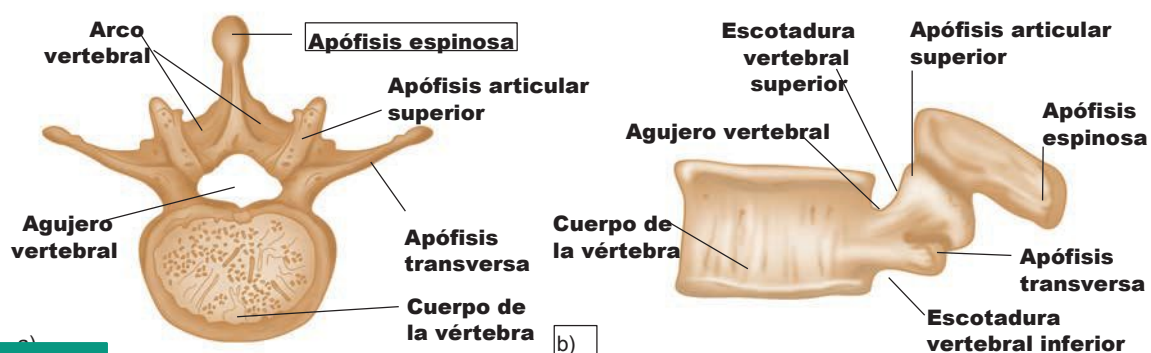 Arco
vertebral
Apófisis espinosa
Apófisis articular
superior
Agujero
vertebral
Apófisis
transversa
Cuerpo de
la vértebra
Escotadura
vertebral
superior
Apófisis articular
superior
Agujero vertebral
Apófisis
espinosa
Cuerpo de
la vértebra
Apófisis
transversa
Escotadura
vertebral inferior
b)